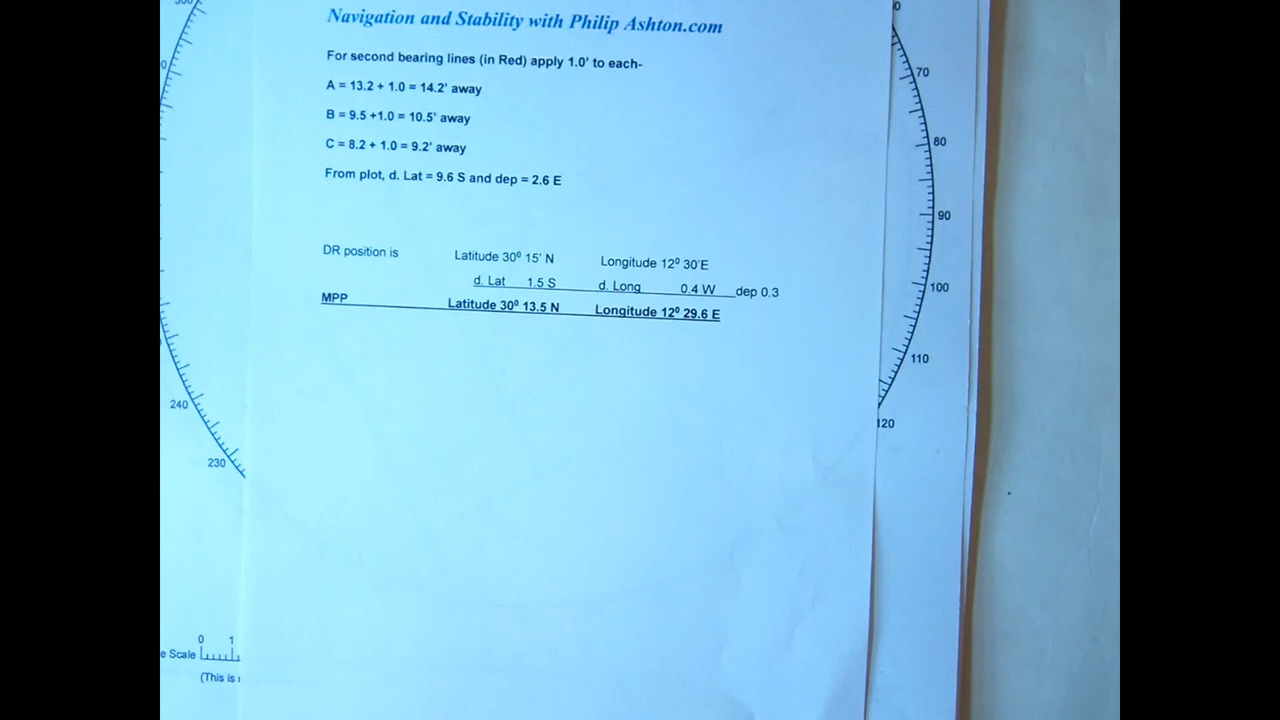 Navigation and Stability with Philip Ashton.com
For second bearing lines (in Red) apply 1.0' to each-
A = 13.2 + 1.0 = 14.2' away
B = 9.5 +1.0 = 10.5' away
C = 8.2 + 1.0 = 9.2' away
From plot, d. Lat = 9.6 S and dep = 2.6 E
DR position is Latitude 30⁰ 15' N Longitude 12⁰ 30'E
d. Lat 1.5 S d. Long 0.4 W dep 0.3
MPP Latitude 30⁰ 13.5 N Longitude 12⁰ 29.6 E
70
80
90
100
110
120
240
230
0 1
e Scale
(This is